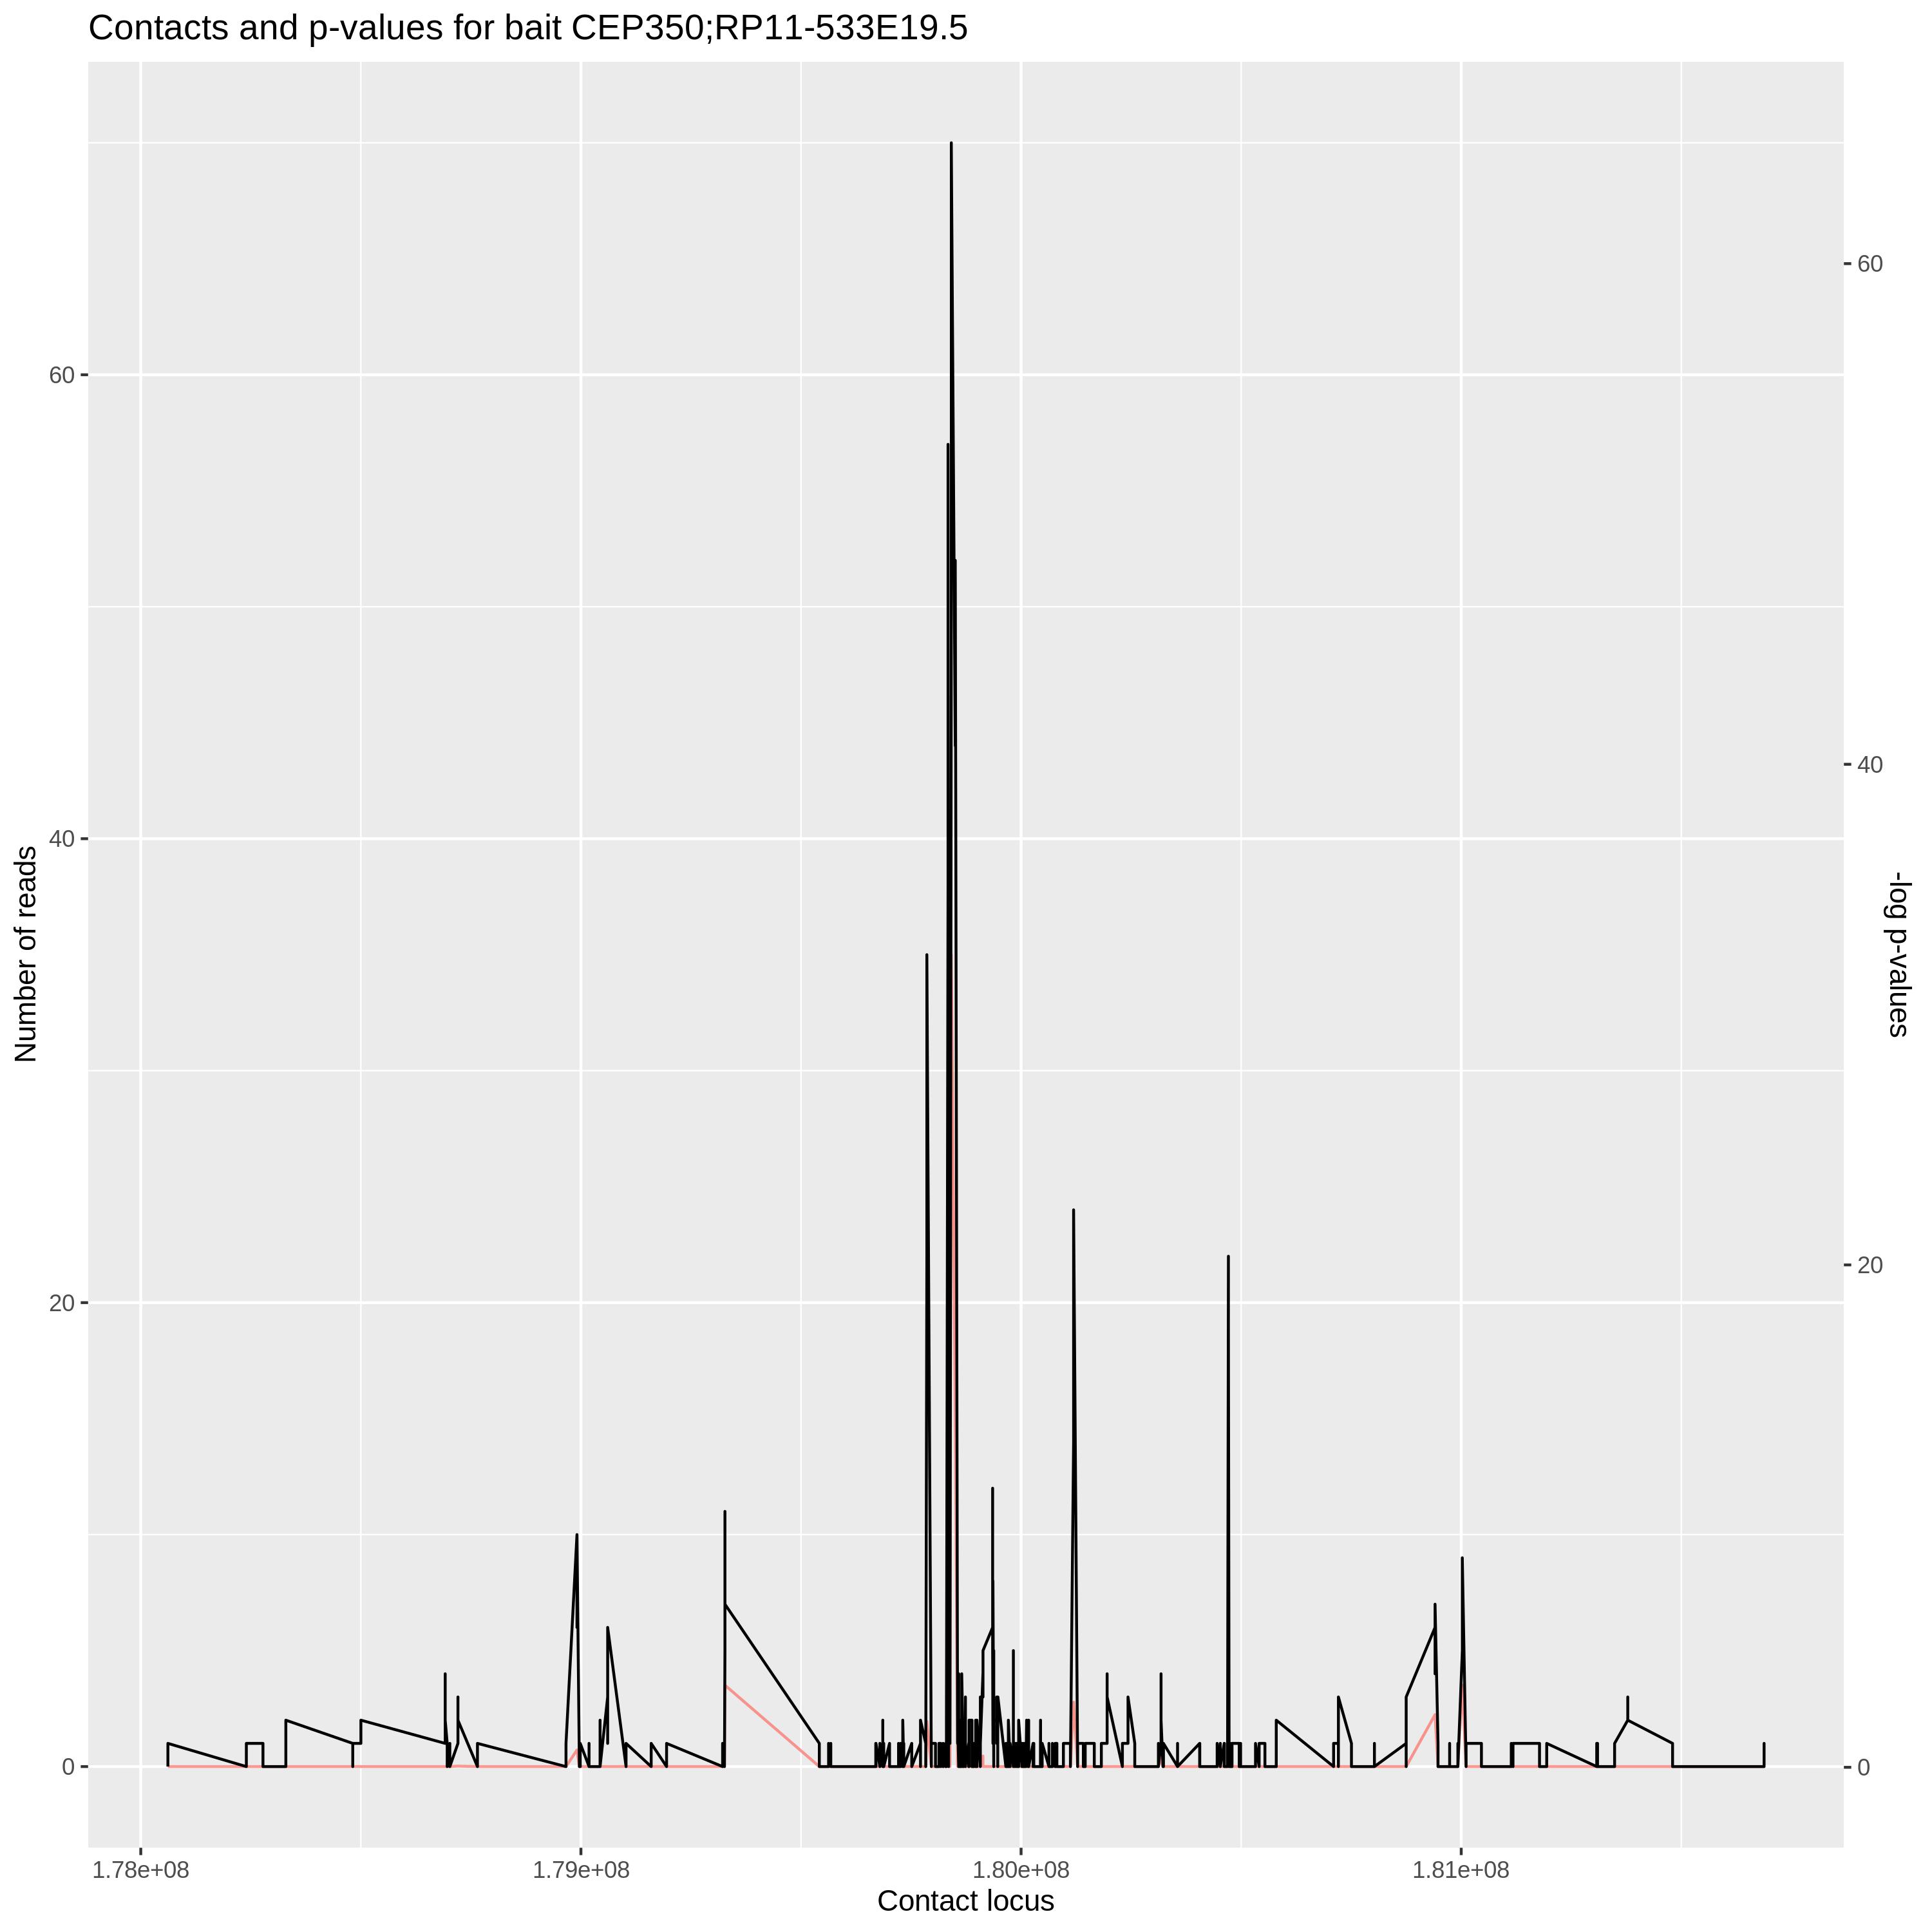 Contacts and p-values for bait CEP350;RP11-533E19.5
60
40
20
0
Number of reads
60
40
20
0
-log p-values
1.78e+08
1.79e+08
1.80e+08
1.81e+08
Contact locus